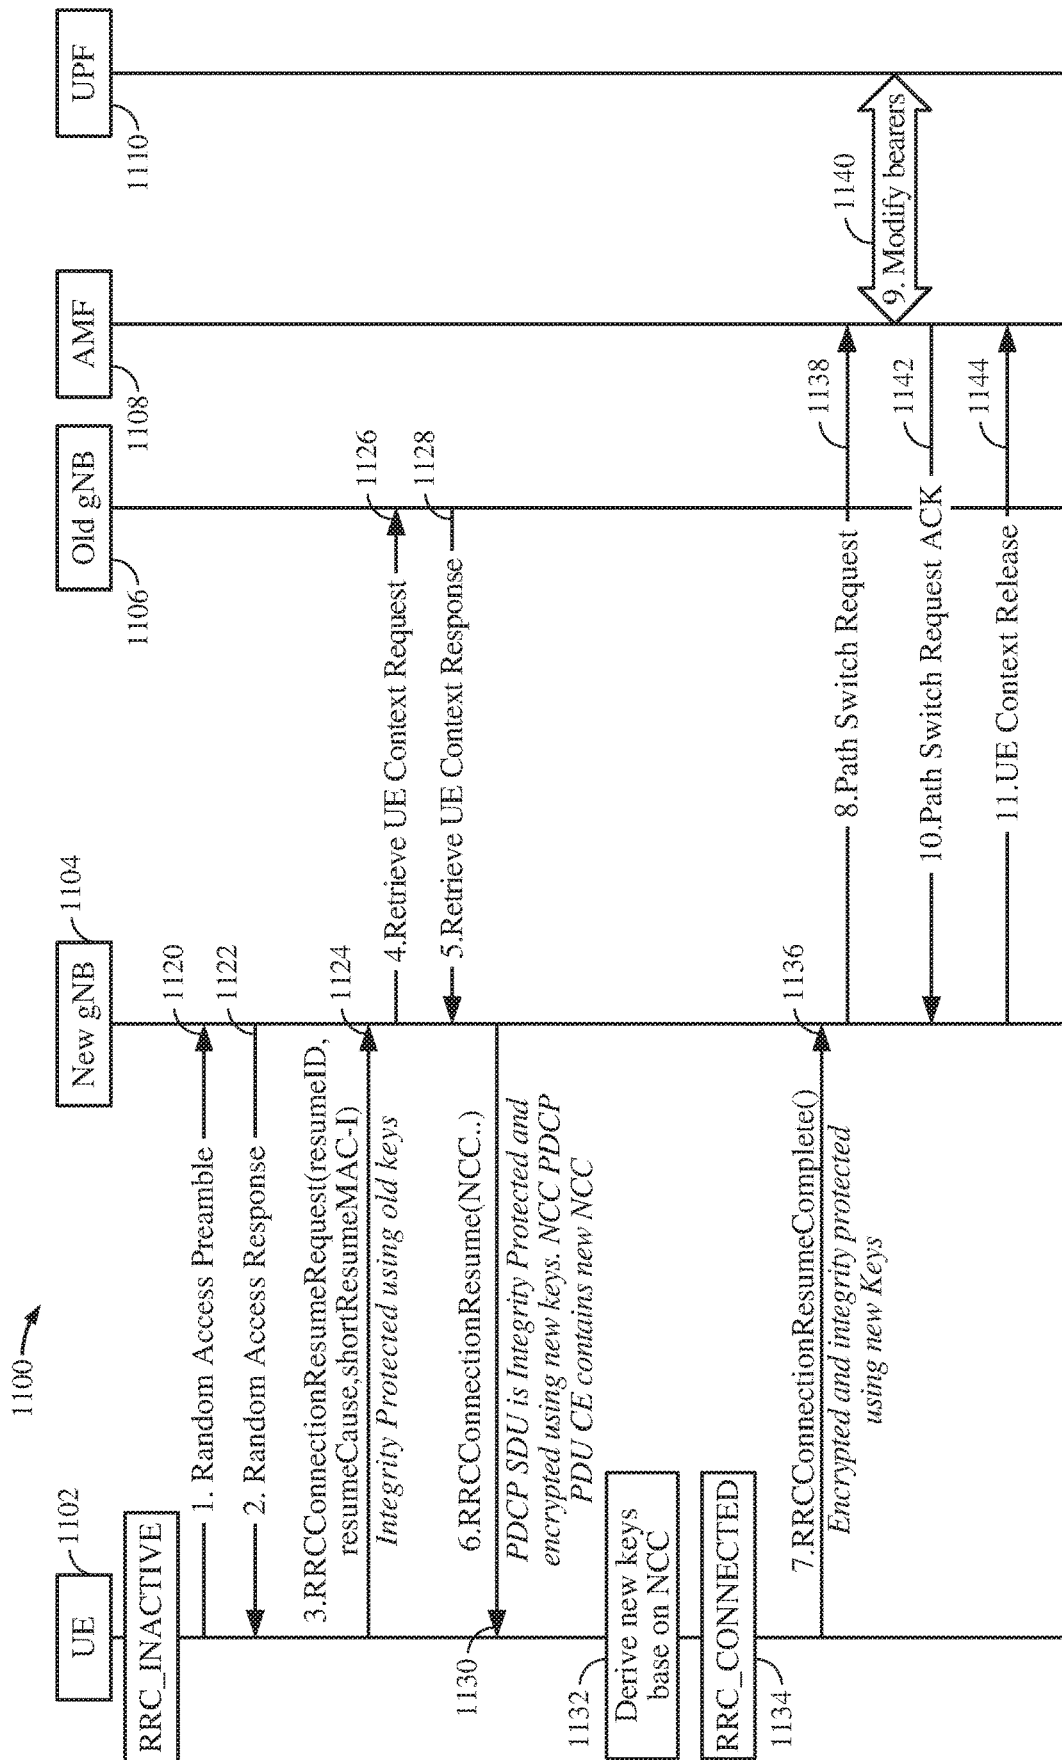 1100
UE
1102
New gNB
1104
Old gNB
1106
AMF
1108
UPF
1110
RRC_INACTIVE
1. Random Access Preamble
1120
2. Random Access Response
1122
3.RRCConnectionResumeRequest(resumeID,
resumeCause,shortResumeMAC-I)
Integrity Protected using old keys
1124
4.Retrieve UE Context Request
1126
5.Retrieve UE Context Response
1128
6.RRCConnectionResume(NCC..)
PDCP SDU is Integrity Protected and
encrypted using new keys. NCC PDCP
PDU CE contains new NCC
1130
1132
Derive new keys
base on NCC
RRC_CONNECTED
1134
7.RRCConnectionResumeComplete()
Encrypted and integrity protected
using new Keys
1136
8.Path Switch Request
1138
9. Modify bearers
1140
10.Path Switch Request ACK
1142
11.UE Context Release
1144